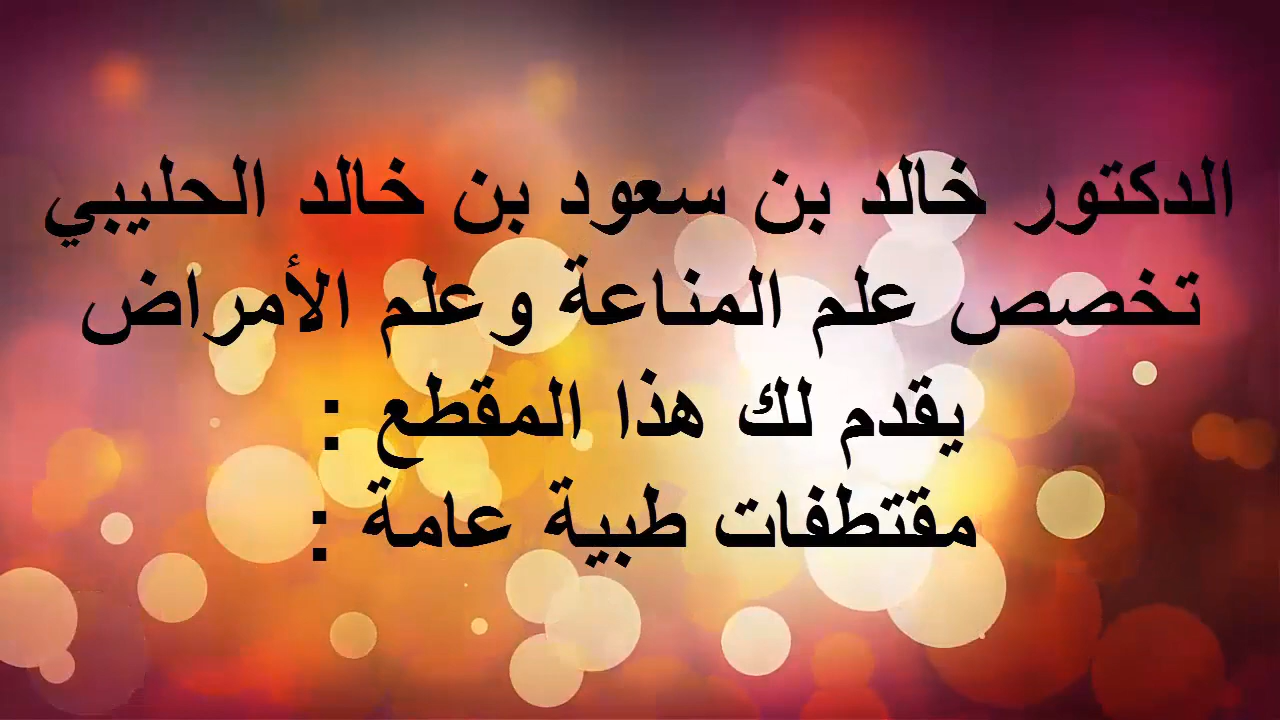 الدكتور خالد بن سعود بن خالد الحليبي
تخصص علم المناعة وعلم الأمراض
يقدم لك هذا المقطع :
مقتطفات طبية عامة :